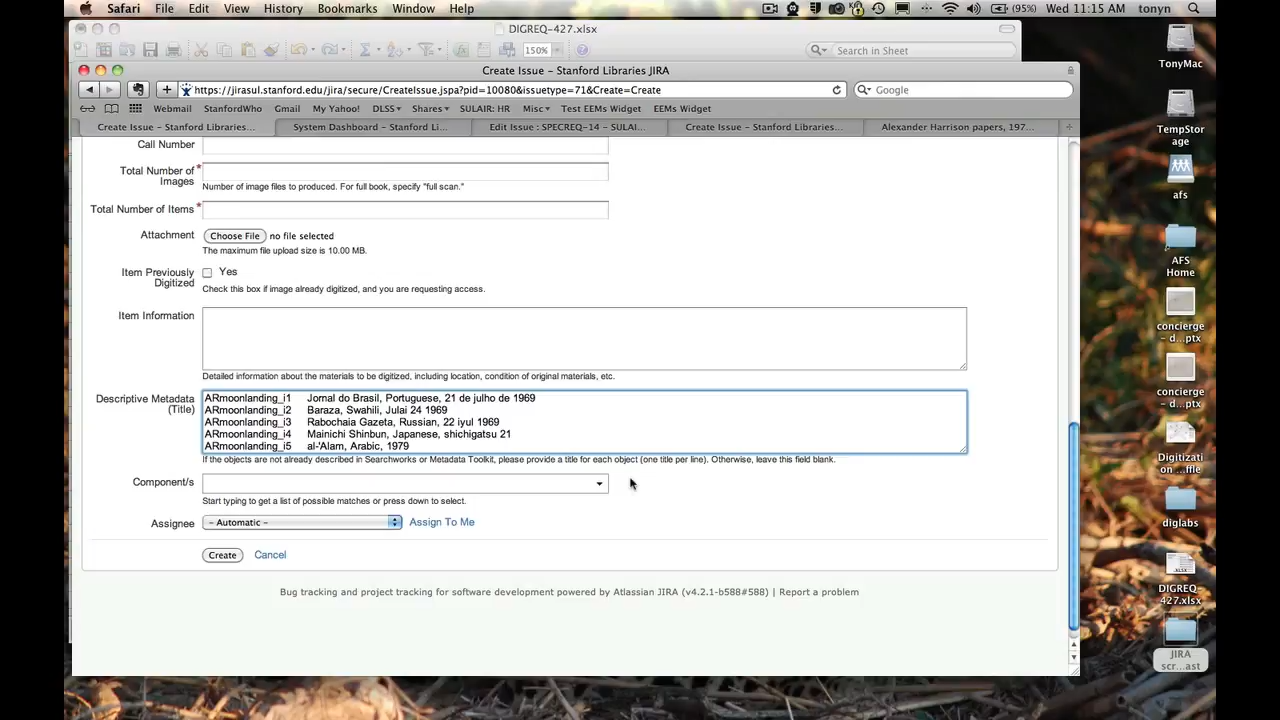 Safari File Edit View History Bookmarks Window Help (95%) Wed 11:15 AM tonyn
DIGREQ-427.xlsx
150% Search in Sheet
Create Issue – Stanford Libraries JIRA
https://jirasul.stanford.edu/jira/secure/CreateIssue.jspa?pid=10080&issuetype=71&Create=Create Google
Webmail StanfordWho Gmail My Yahoo! DLSS Shares SULAIR: HR Misc Test EEMs Widget EEMs Widget
Create Issue – Stanford Libraries... System Dashboard – Stanford Li... Edit Issue : SPECREQ-14 – SULAI... Create Issue – Stanford Libraries... Alexander Harrison papers, 197...
Call Number
Total Number of Images*
Number of image files to produced. For full book, specify "full scan."
Total Number of Items*
Attachment Choose File no file selected
The maximum file upload size is 10.00 MB.
Item Previously Digitized Yes
Check this box if image already digitized, and you are requesting access.
Item Information
Detailed information about the materials to be digitized, including location, condition of original materials, etc.
Descriptive Metadata (Title)
ARmoonlanding_i1 Jornal do Brasil, Portuguese, 21 de julho de 1969
ARmoonlanding_i2 Baraza, Swahili, Julai 24 1969
ARmoonlanding_i3 Rabochaia Gazeta, Russian, 22 iyul 1969
ARmoonlanding_i4 Mainichi Shinbun, Japanese, shichigatsu 21
ARmoonlanding_i5 al-'Alam, Arabic, 1979
If the objects are not already described in Searchworks or Metadata Toolkit, please provide a title for each object (one title per line). Otherwise, leave this field blank.
Component/s
Start typing to get a list of possible matches or press down to select.
Assignee - Automatic - Assign To Me
Create Cancel
Bug tracking and project tracking for software development powered by Atlassian JIRA (v4.2.1-b588#588) | Report a problem
TonyMac
TempStor
age
afs
AFS
Home
concierge
– d...ptx
concierge
– d...ptx
Digitizati
on ...ffle
diglabs
XLSX
DIGREQ-
427.xlsx
JIRA
scr...ast